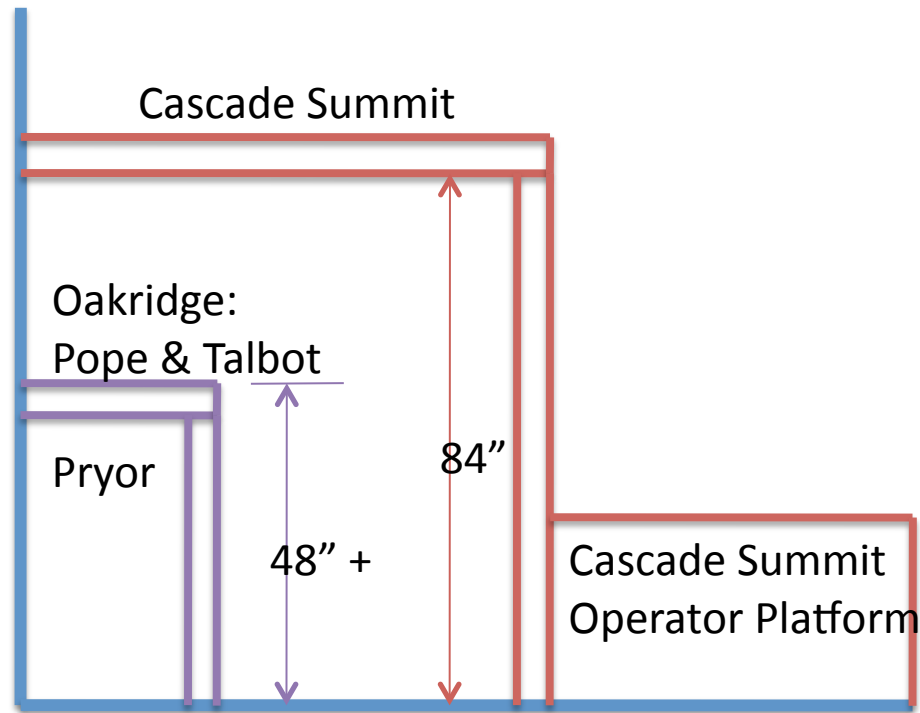 Cascade Summit
Oakridge:
Pope & Talbot
Pryor
84”
48” +
Cascade Summit
Operator Platform